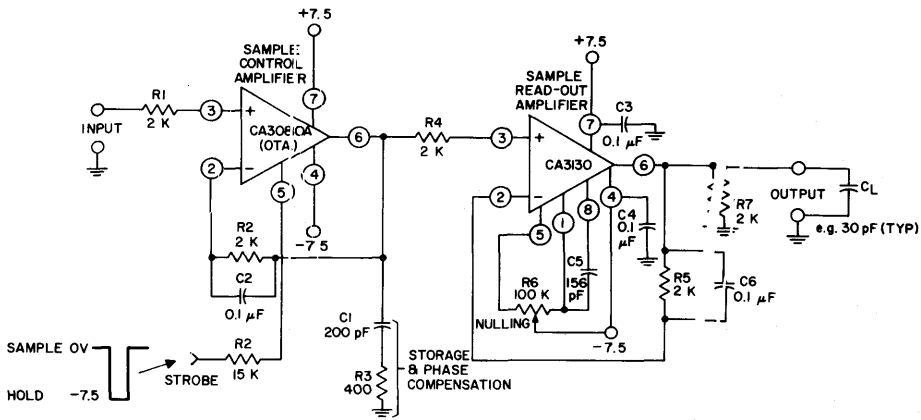 +7.5
SAMPLE
CONTROL
AMPLIFIER
R1
2 K
INPUT
3
+
7
CA3080A
(OTA)
6
2
−
5
4
−7.5
R2
2 K
C2
0.1 µF
C1
200 pF
R3
400
STORAGE
& PHASE
COMPENSATION
SAMPLE 0V
HOLD −7.5
STROBE
R2
15 K
R4
2 K
+7.5
SAMPLE
READ-OUT
AMPLIFIER
7
C3
0.1 µF
3
+
CA3130
6
2
−
5
1
8
4
C4
0.1
µF
C5
156
pF
R6
100 K
NULLING
−7.5
R5
2 K
C6
0.1 µF
R7
2 K
OUTPUT
CL
e.g. 30 pF (TYP)